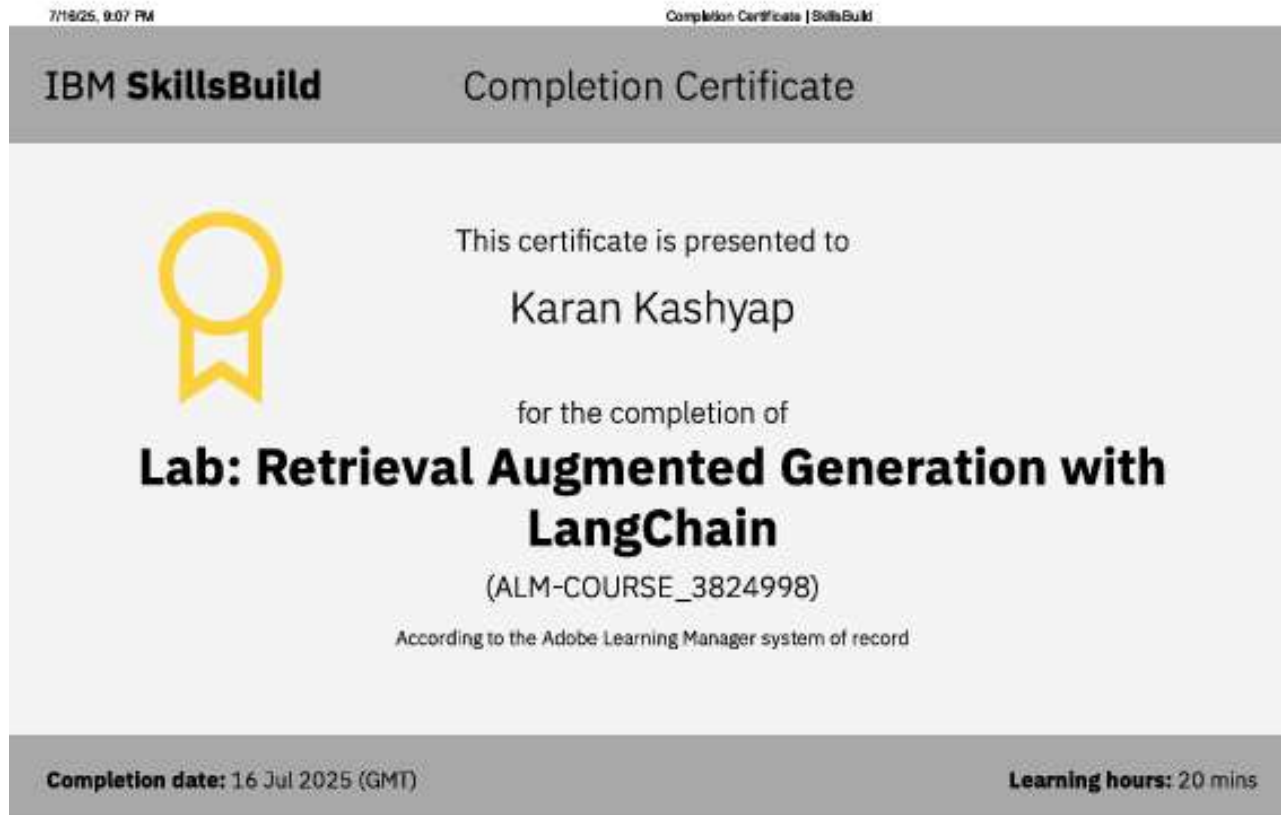 7/16/25, 9:07 PM Completion Certificate | SkillsBuild
IBM SkillsBuild Completion Certificate
This certificate is presented to
Karan Kashyap
for the completion of
Lab: Retrieval Augmented Generation with
LangChain
(ALM-COURSE_3824998)
According to the Adobe Learning Manager system of record
Completion date: 16 Jul 2025 (GMT) Learning hours: 20 mins